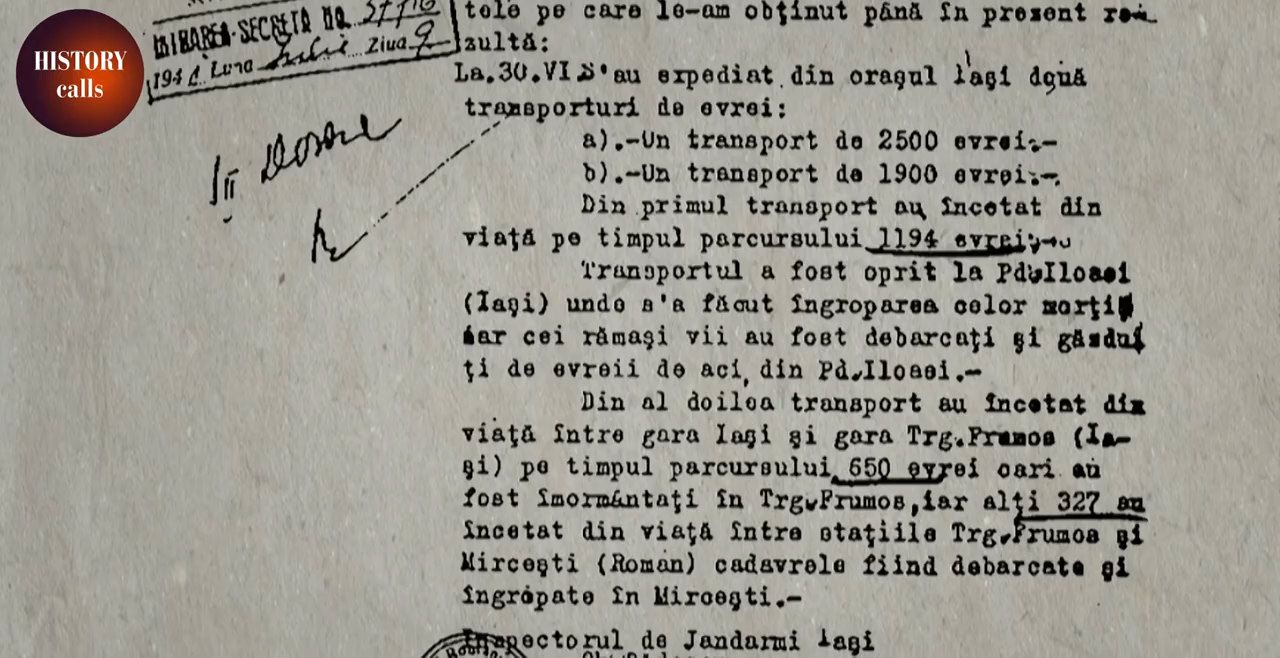 HISTORY
calls
SECRETA No.
194 Luna Iulie Ziua 9
tele pe care le-am obţinut până în present re
zultă:
La.30.VI S'au expediat din oraşul Iaşi două
transporturi de evrei:
a).-Un transport de 2500 evrei;-
b).-Un transport de 1900 evrei;-.
Din primul transport au încetat din
viaţă pe timpul parcursului 1194 evrei;-
Transportul a fost oprit la Pd.Iloaei
(Iaşi) unde s'a făcut îngroparea celor morţi
iar cei rămaşi vii au fost debarcaţi şi găzdui
ţi de evreii de aci, din Pd.Iloaei.-
Din al doilea transport au încetat din
viaţă între gara Iaşi şi gara Trg.Frumos (Ia-
şi) pe timpul parcursului 650 evrei cari au
fost înmormântaţi în Trg.Frumos,iar alţi 327 au
încetat din viaţă între staţiile Trg.Frumos şi
Mirceşti (Roman) cadavrele fiind debarcate şi
îngropate în Mirceşti.-
Inspectorul de Jandarmi Iaşi